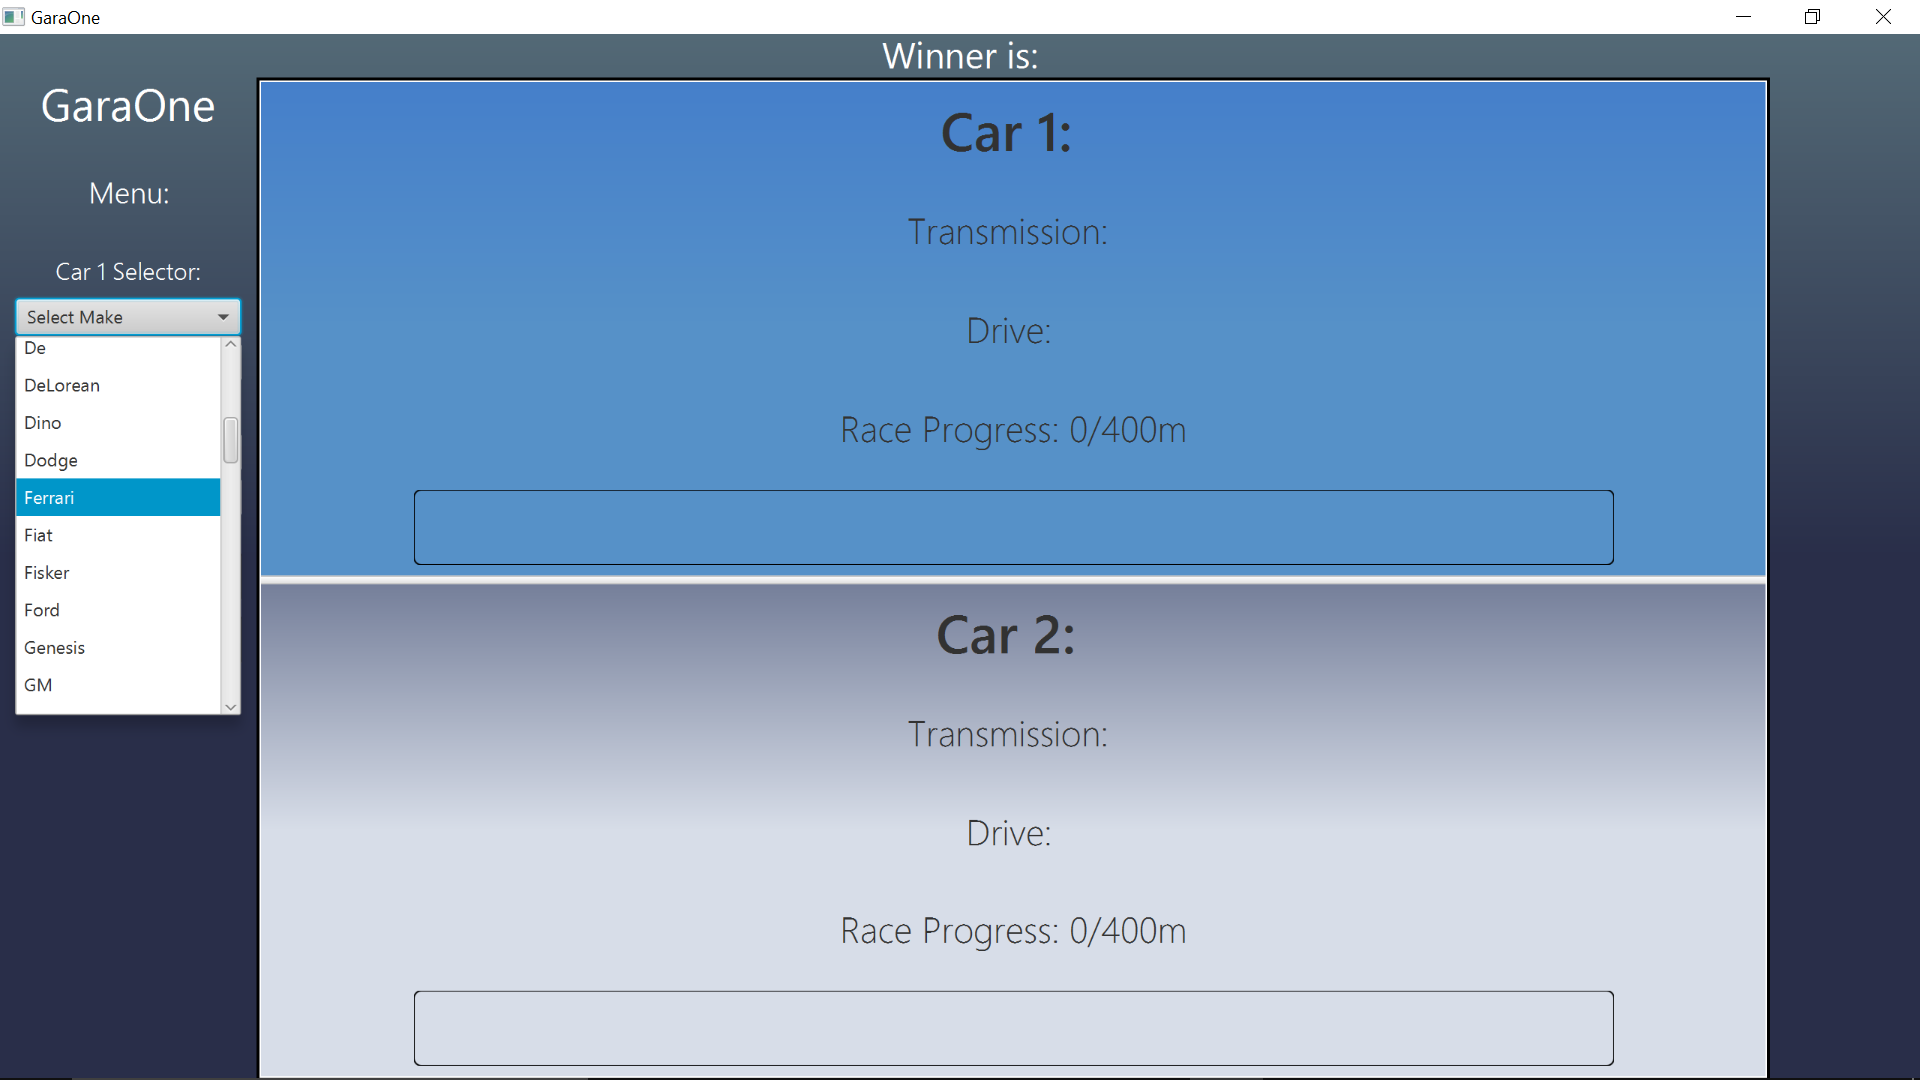 GaraOne
Winner is:
GaraOne
Menu:
Car 1 Selector:
Select Make
De
DeLorean
Dino
Dodge
Ferrari
Fiat
Fisker
Ford
Genesis
GM
Car 1:
Transmission:
Drive:
Race Progress: 0/400m
Car 2:
Transmission:
Drive:
Race Progress: 0/400m